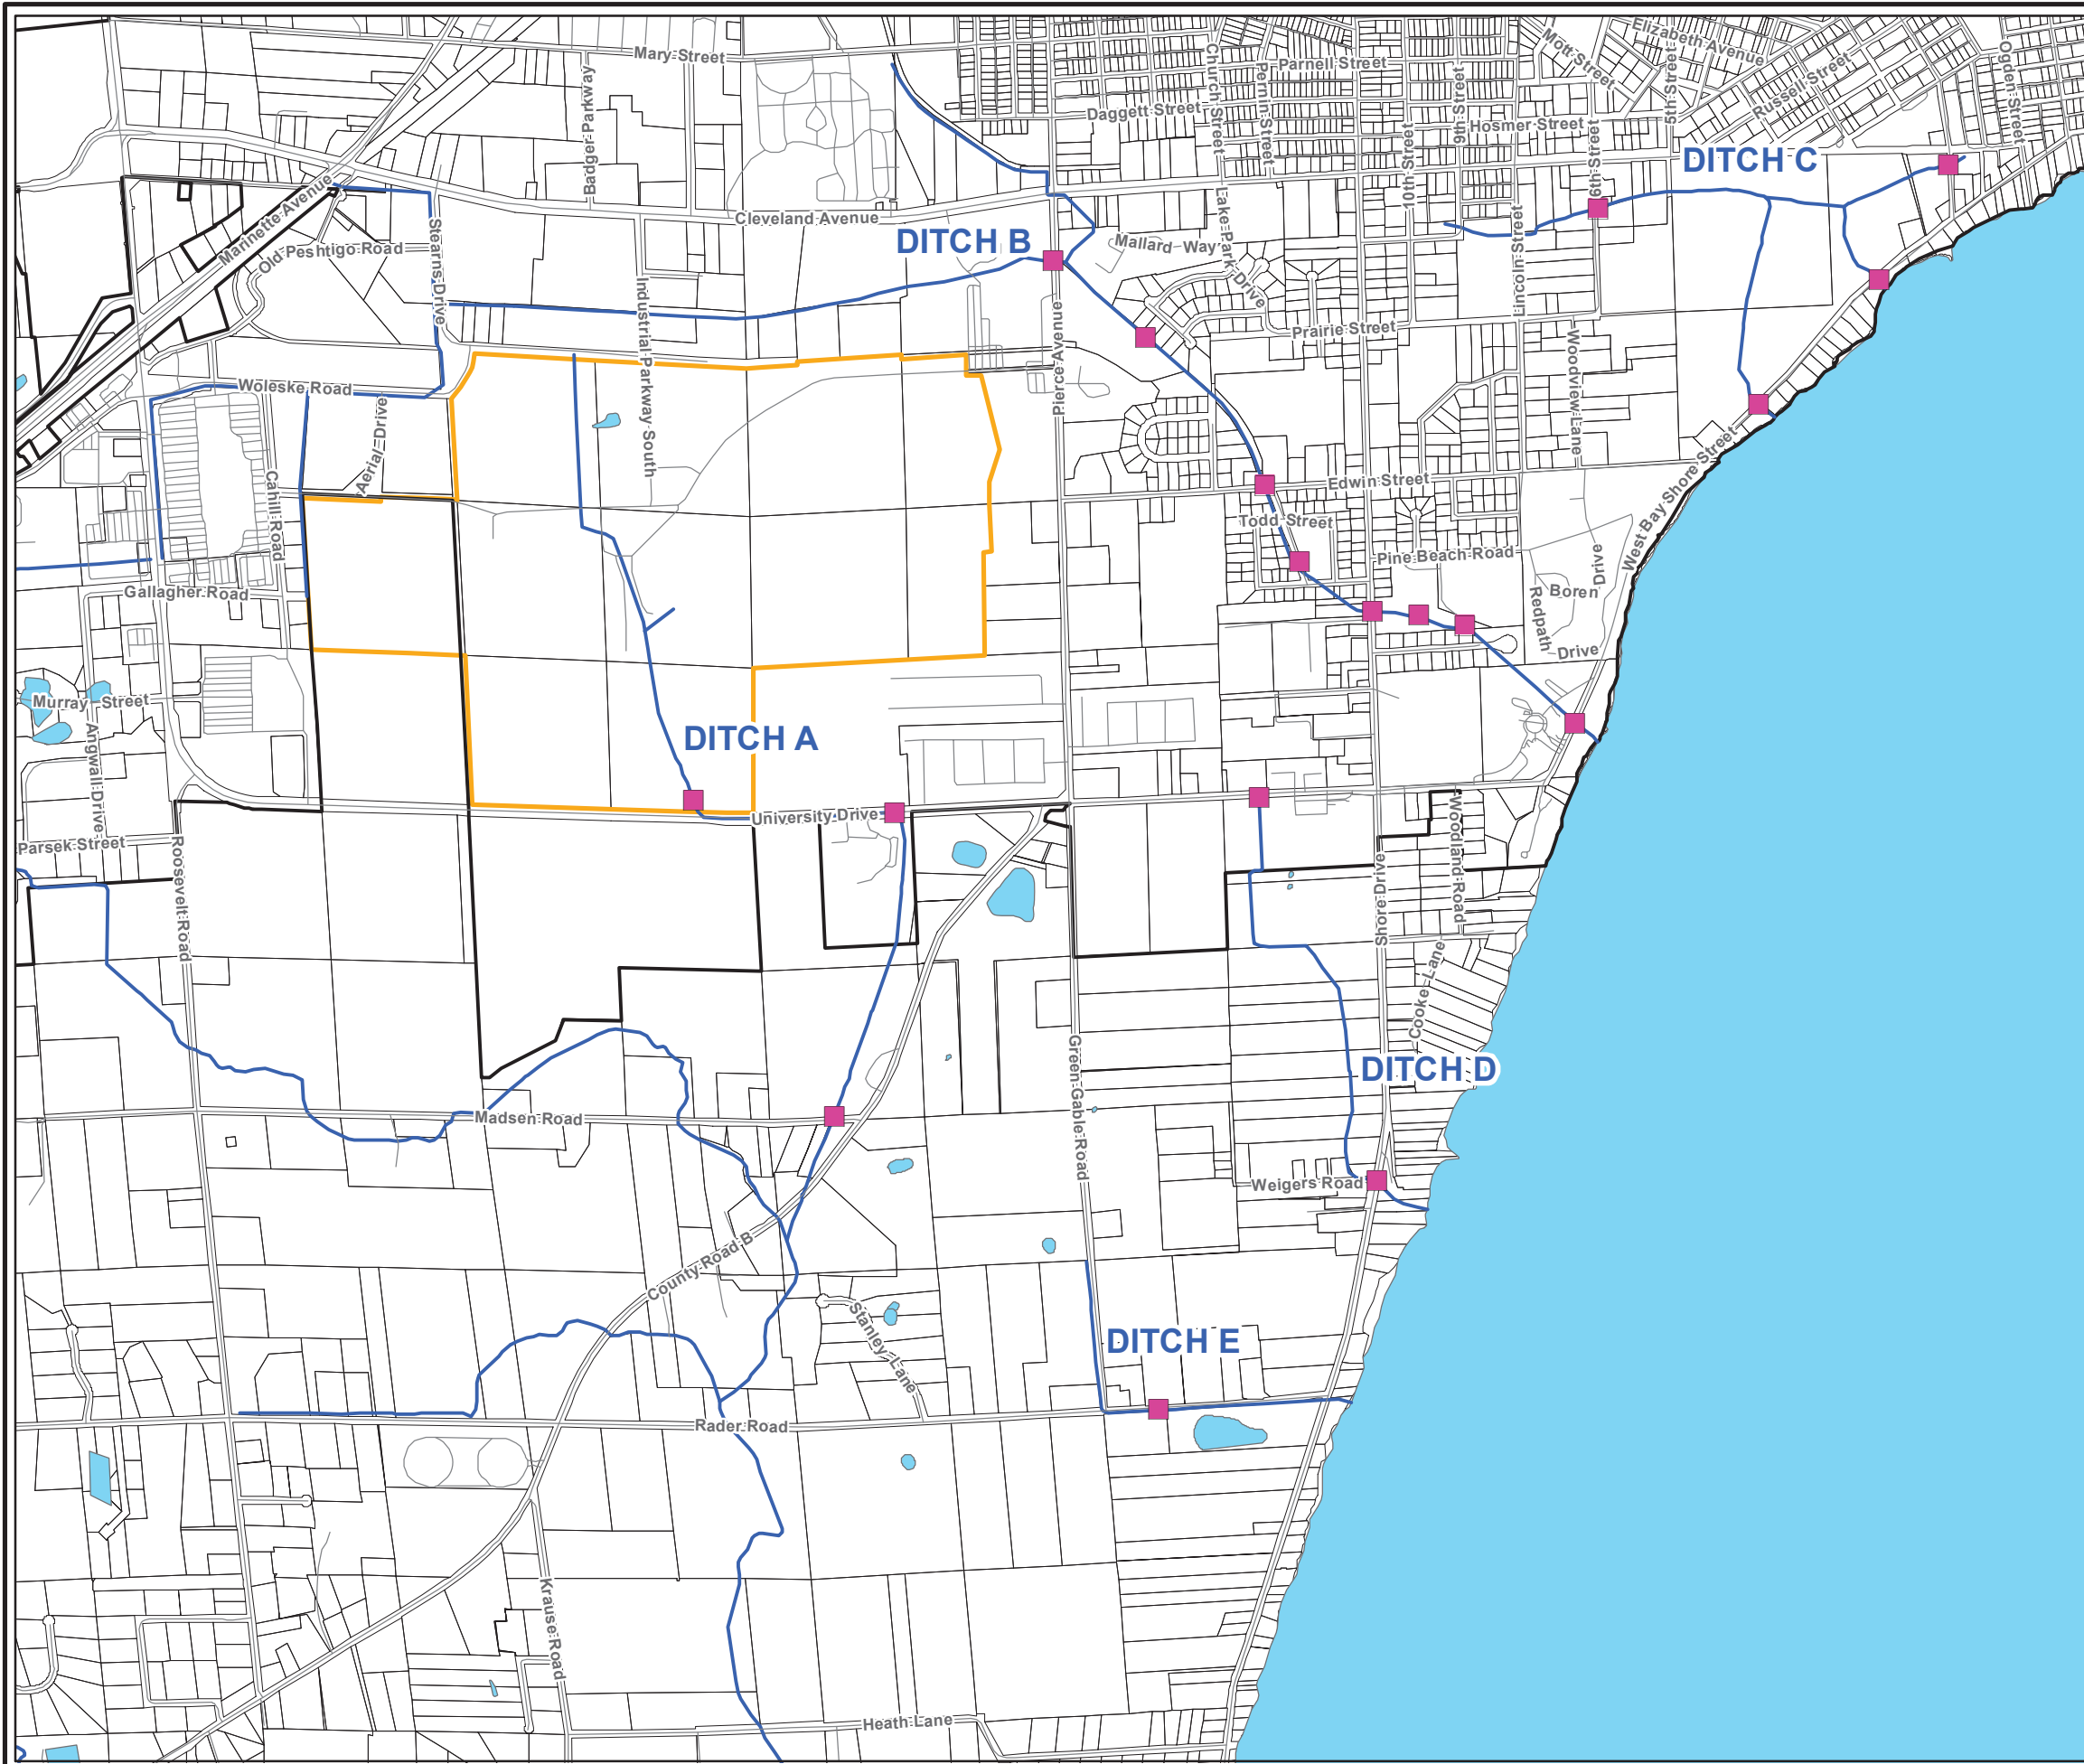 Mary Street
Badger Parkway
Church Street
Pernin Street
Parnell Street
Daggett Street
10th Street
9th Street
Hosmer Street
Mott Street
Elizabeth Avenue
5th Street
Russell Street
Ogden Street
6th Street
DITCH C
Marinette Avenue
Old Peshtigo Road
Stearns Drive
Cleveland Avenue
DITCH B
Mallard Way
Lake Park Drive
Lincoln Street
Industrial Parkway South
Pierce Avenue
Prairie Street
Woodview Lane
Woleske Road
Aerial Drive
Cahill Road
Edwin Street
Todd Street
Pine Beach Road
West Bay Shore Street
Gallagher Road
Boren
Drive
Redpath
Drive
Murray Street
Angwall Drive
DITCH A
University Drive
Parsek Street
Roosevelt Road
Shore Drive
Woodland Road
Cooke Lane
Green Gable Road
DITCH D
Madsen Road
Weigers Road
County Road B
Stanley Lane
DITCH E
Rader Road
Krause Road
Heath Lane